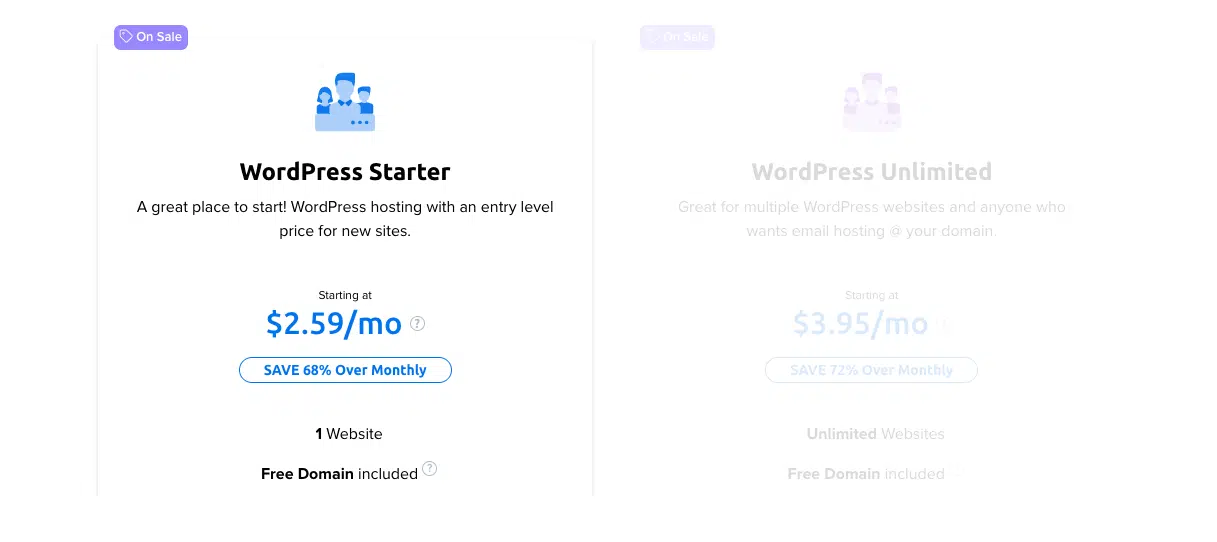 On Sale
WordPress Starter
A great place to start! WordPress hosting with an entry level
price for new sites.
Starting at
$2.59/mo ?
SAVE 68% Over Monthly
1 Website
Free Domain included ?
On Sale
WordPress Unlimited
Great for multiple WordPress websites and anyone who
wants email hosting @ your domain.
Starting at
$3.95/mo
SAVE 72% Over Monthly
Unlimited Websites
Free Domain included